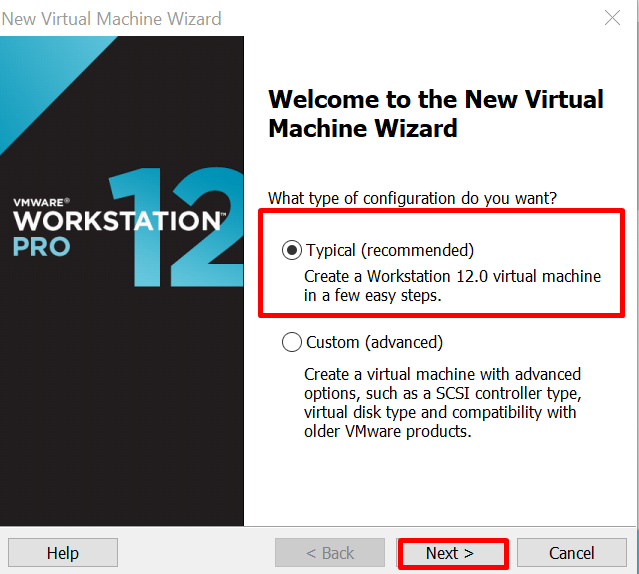 New Virtual Machine Wizard
VMWARE®
WORKSTATION™
PRO
12
Welcome to the New Virtual
Machine Wizard
What type of configuration do you want?
Typical (recommended)
Create a Workstation 12.0 virtual machine
in a few easy steps.
Custom (advanced)
Create a virtual machine with advanced
options, such as a SCSI controller type,
virtual disk type and compatibility with
older VMware products.
Help
< Back
Next >
Cancel